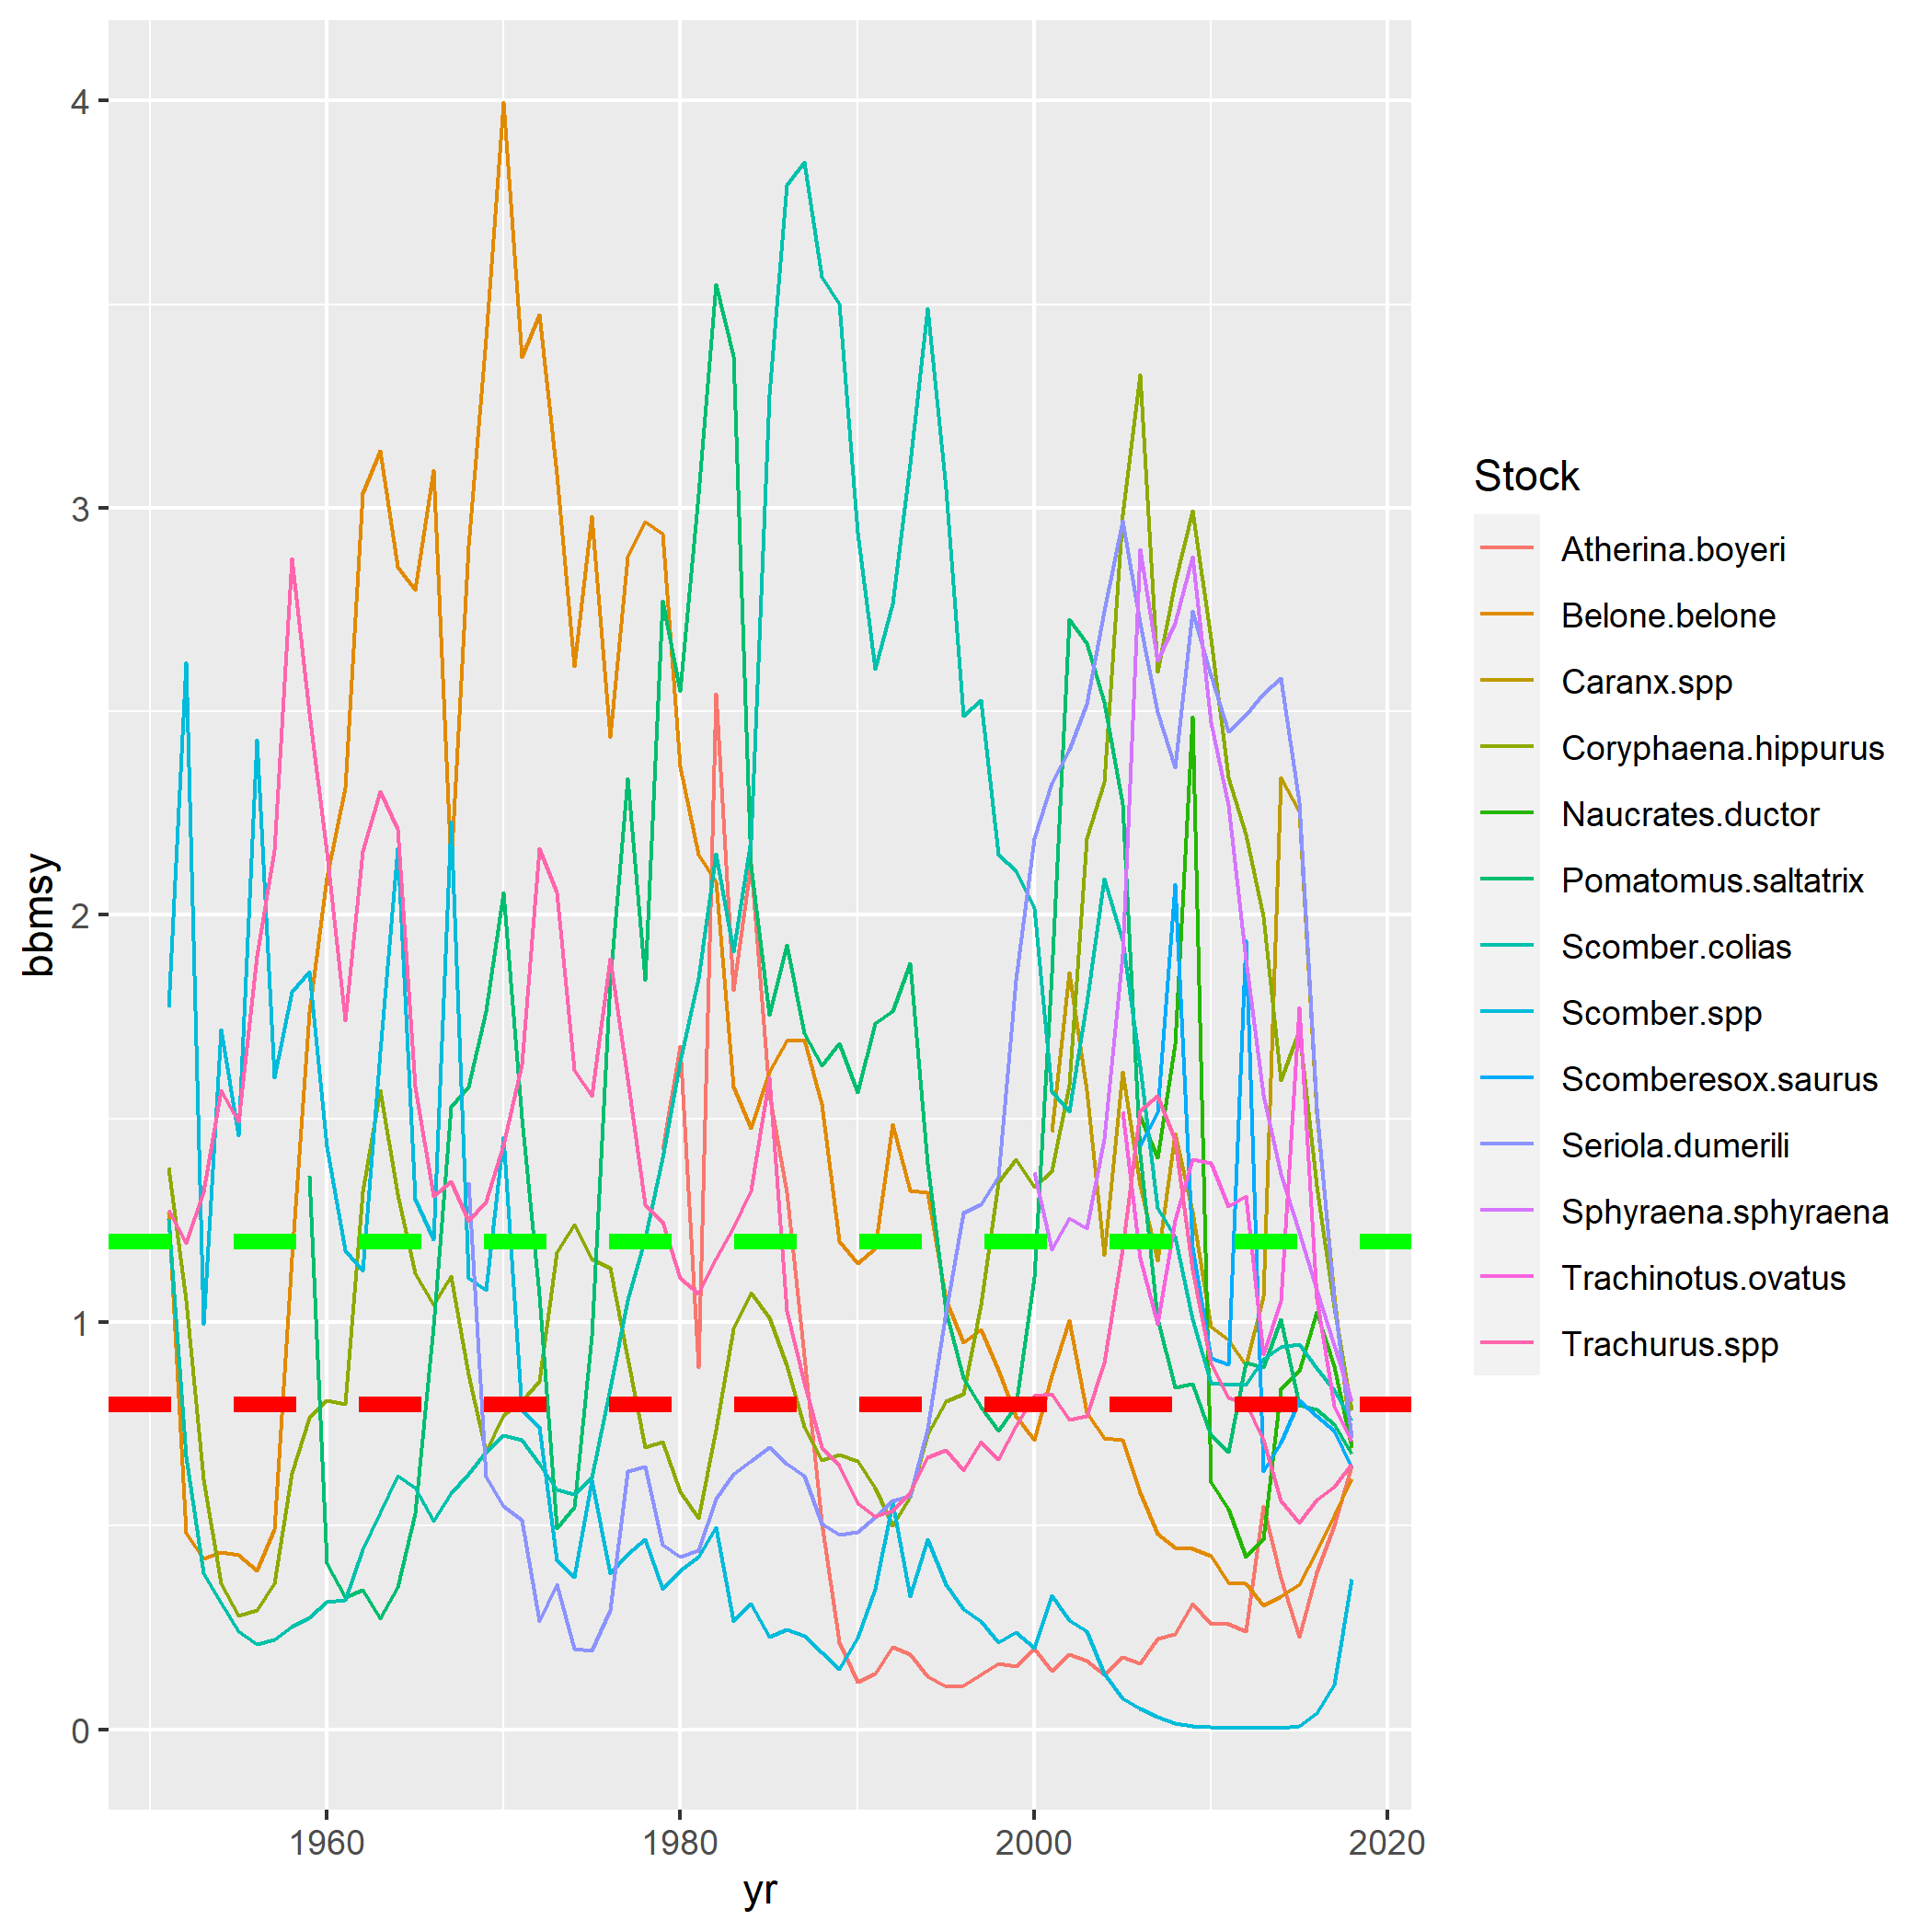 4
3
2
1
0
bbmsy
1960
1980
2000
2020
yr
Stock
Atherina.boyeri
Belone.belone
Caranx.spp
Coryphaena.hippurus
Naucrates.ductor
Pomatomus.saltatrix
Scomber.colias
Scomber.spp
Scomberesox.saurus
Seriola.dumerili
Sphyraena.sphyraena
Trachinotus.ovatus
Trachurus.spp